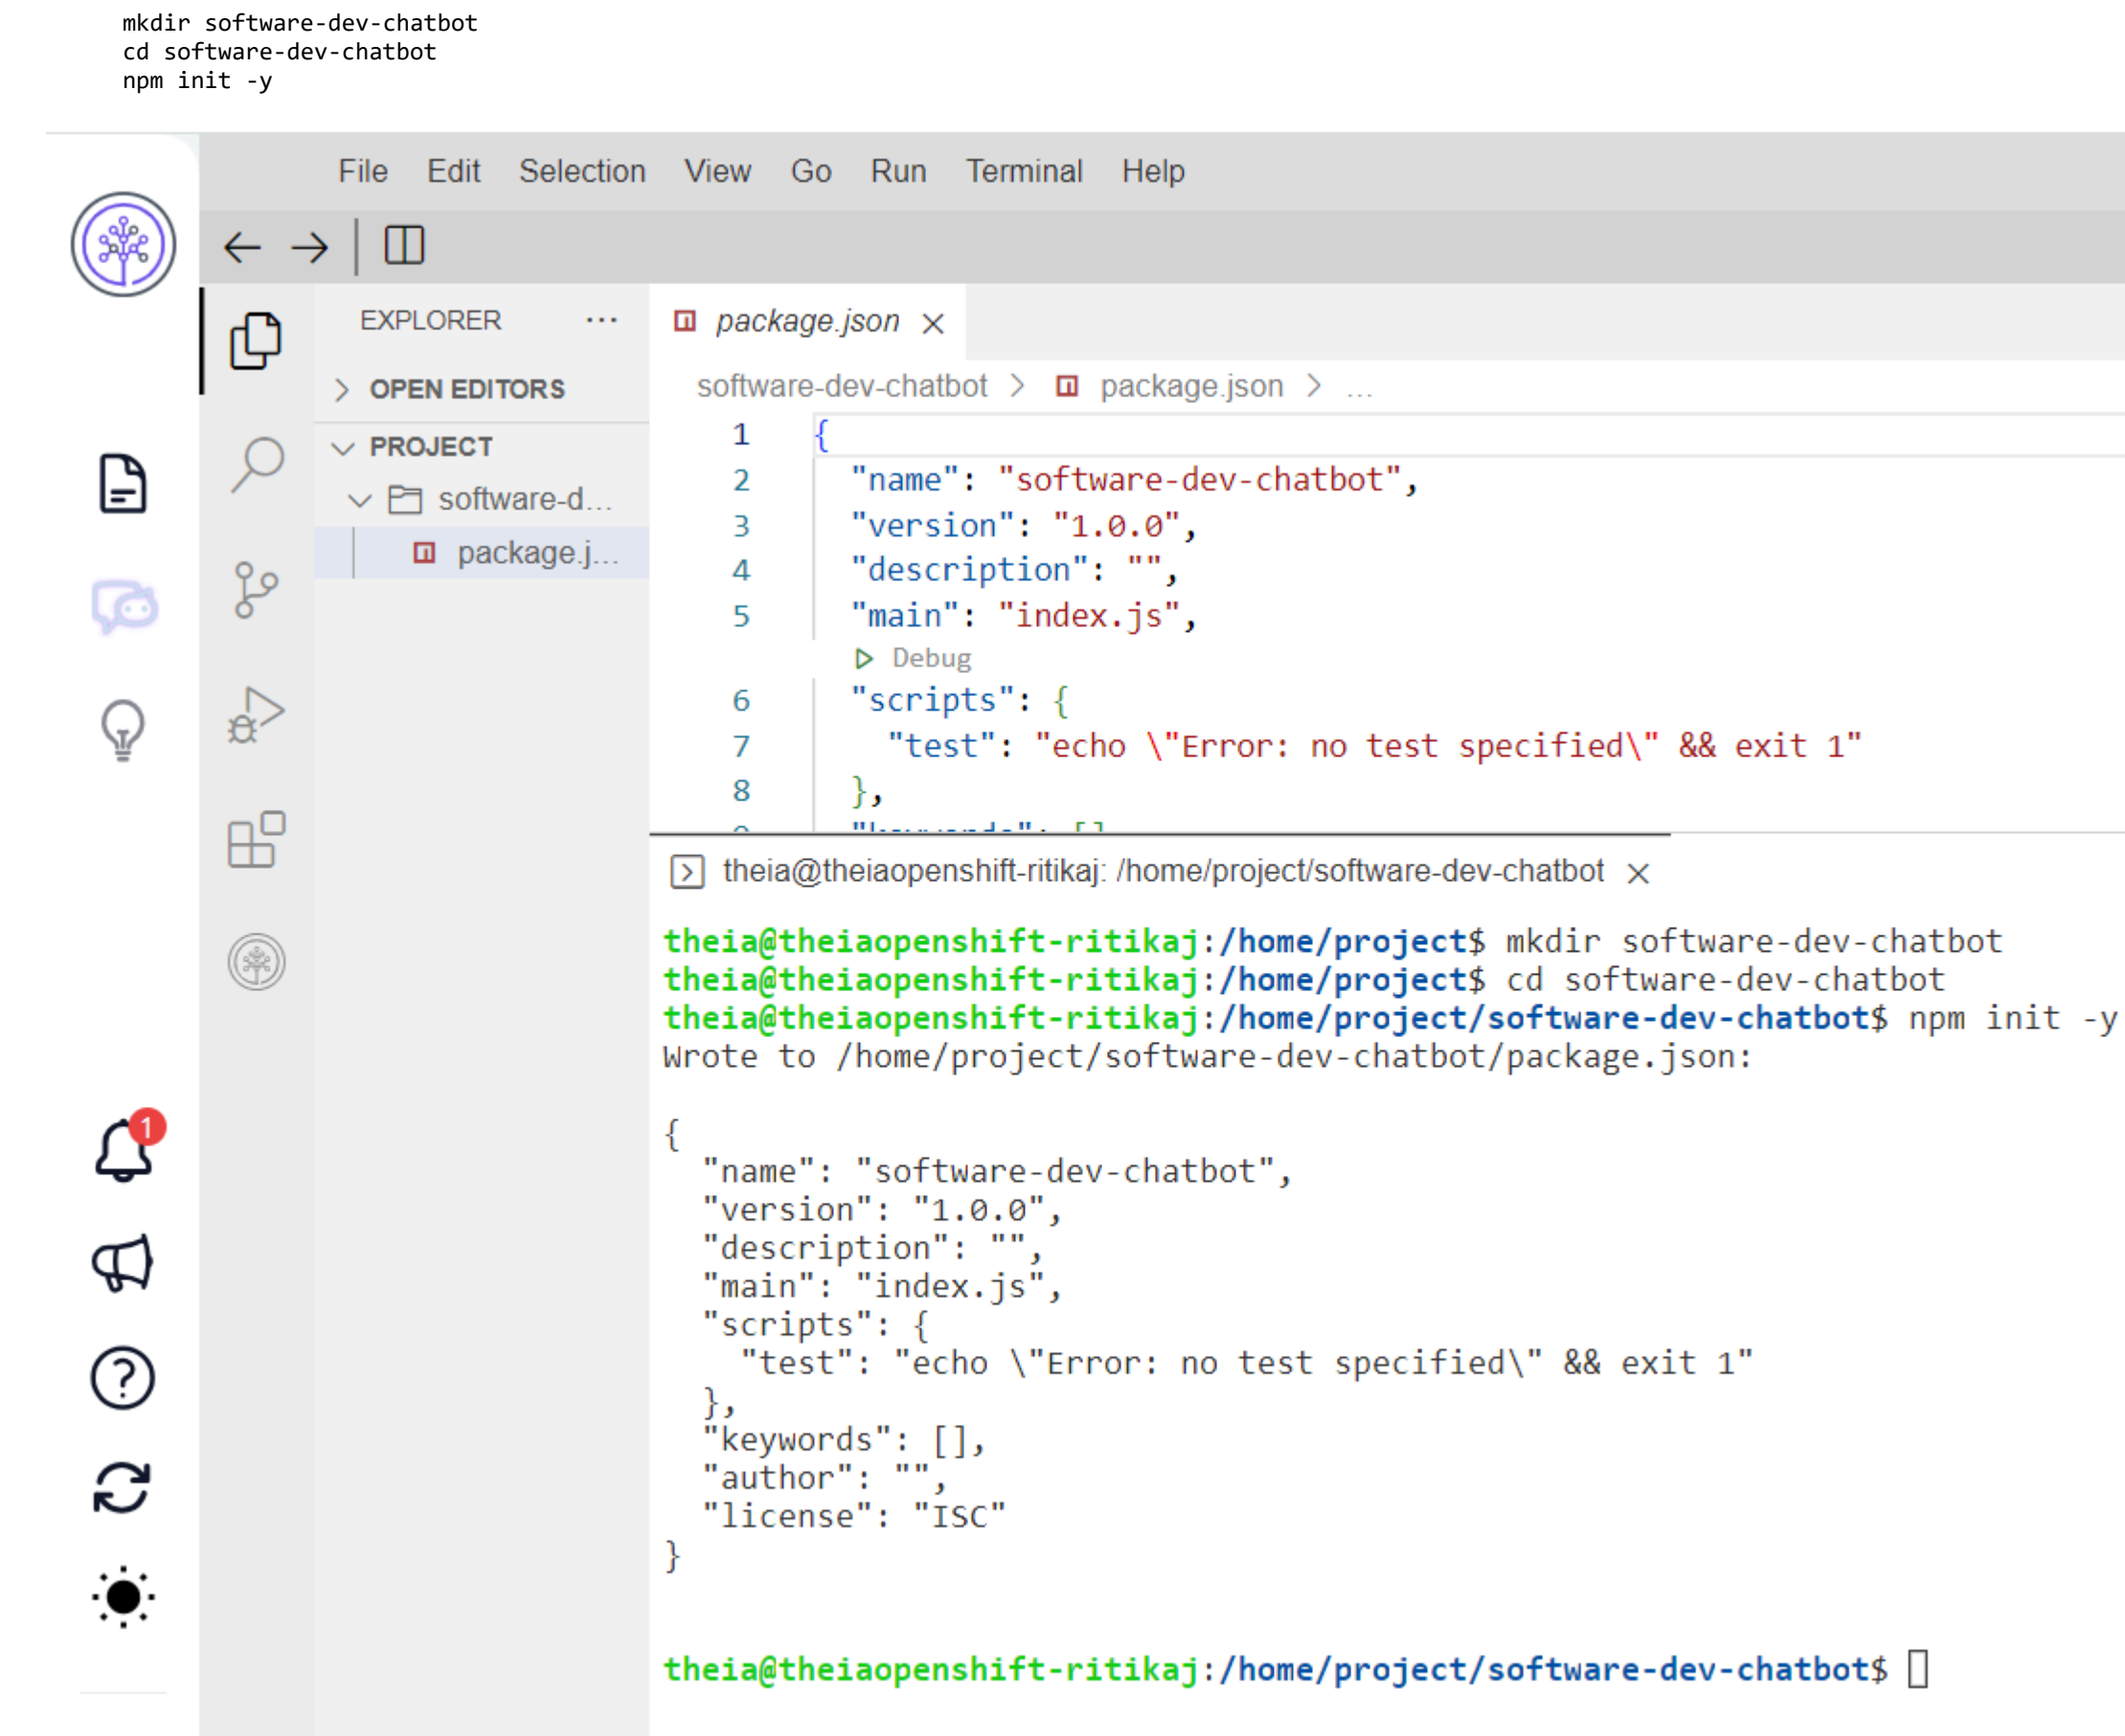 mkdir software-dev-chatbot
cd software-dev-chatbot
npm init -y
File Edit Selection View Go Run Terminal Help
EXPLORER ...
package.json
OPEN EDITORS
software-dev-chatbot > package.json > ...
PROJECT
software-d...
package.j...
1 {
2 "name": "software-dev-chatbot",
3 "version": "1.0.0",
4 "description": "",
5 "main": "index.js",
Debug
6 "scripts": {
7 "test": "echo \"Error: no test specified\" && exit 1"
8 },
theia@theiaopenshift-ritikaj: /home/project/software-dev-chatbot
theia@theiaopenshift-ritikaj:/home/project$ mkdir software-dev-chatbot
theia@theiaopenshift-ritikaj:/home/project$ cd software-dev-chatbot
theia@theiaopenshift-ritikaj:/home/project/software-dev-chatbot$ npm init -y
Wrote to /home/project/software-dev-chatbot/package.json:
{
"name": "software-dev-chatbot",
"version": "1.0.0",
"description": "",
"main": "index.js",
"scripts": {
"test": "echo \"Error: no test specified\" && exit 1"
},
"keywords": [],
"author": "",
"license": "ISC"
}
theia@theiaopenshift-ritikaj:/home/project/software-dev-chatbot$
1